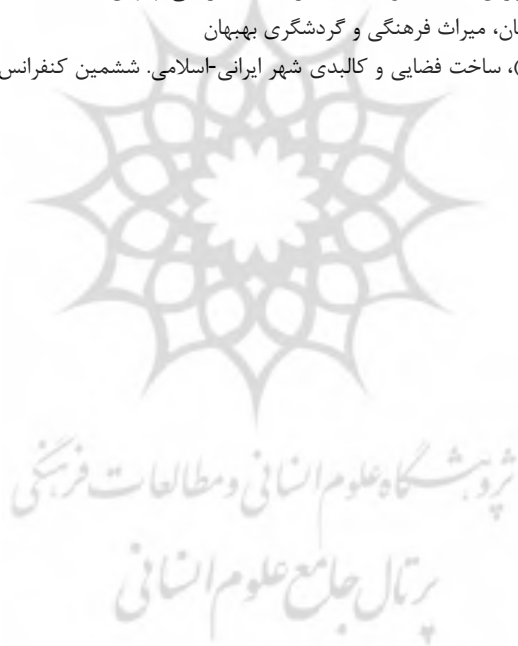 ان، میراث فرهنگی و گردشگری بهبهان
)، ساخت فضایی و کالبدی شهر ایرانی-اسلامی. ششمین کنفرانس
پژوهشگاه علوم انسانی و مطالعات فرهنگی
پرتال جامع علوم انسانی